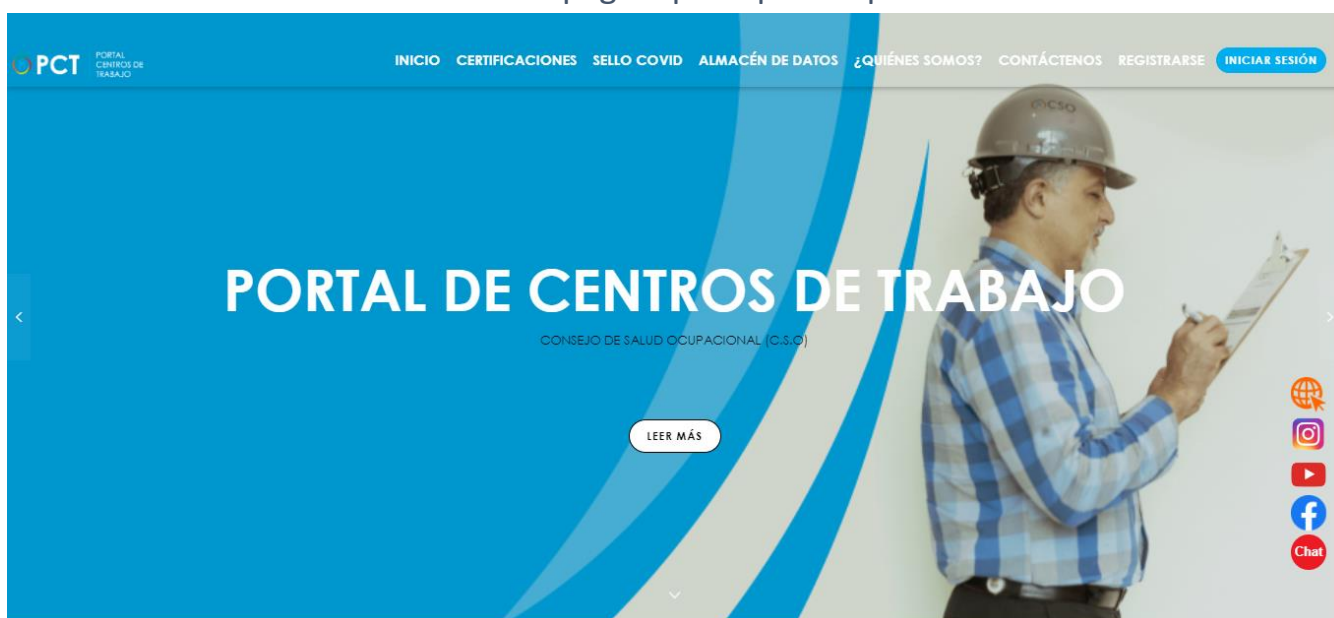 PCT
PORTAL
CENTROS DE
TRABAJO
INICIO CERTIFICACIONES SELLO COVID ALMACÉN DE DATOS ¿QUIÉNES SOMOS? CONTÁCTENOS REGISTRARSE INICIAR SESIÓN
CSO
PORTAL DE CENTROS DE TRABAJO
CONSEJO DE SALUD OCUPACIONAL (C.S.O)
LEER MÁS
Chat